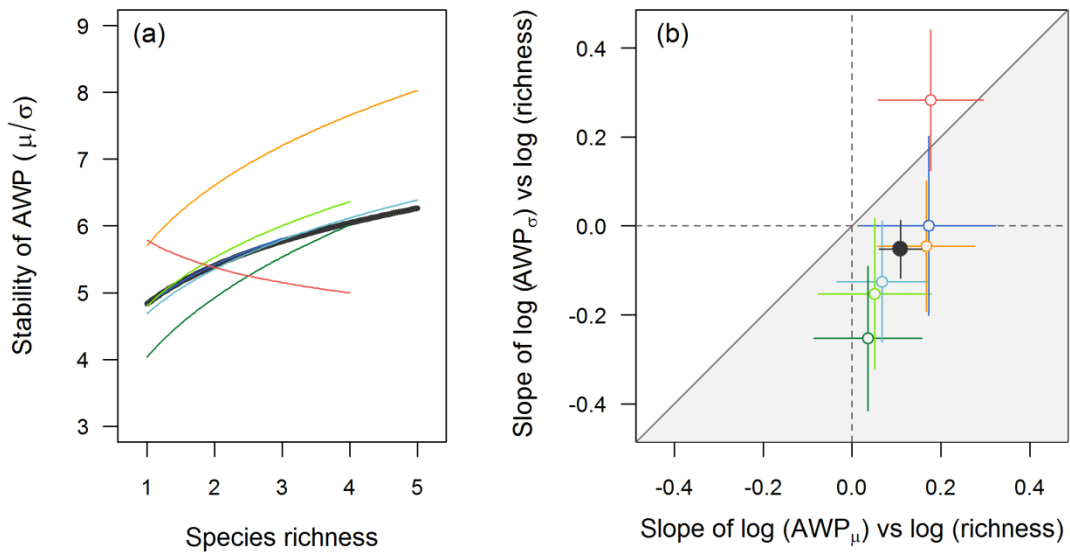 (a)
Stability of AWP ( μ/σ)
9
8
7
6
5
4
3
1 2 3 4 5
Species richness
(b)
Slope of log (AWPσ) vs log (richness)
0.4
0.2
0.0
-0.2
-0.4
-0.4 -0.2 0.0 0.2 0.4
Slope of log (AWPμ) vs log (richness)